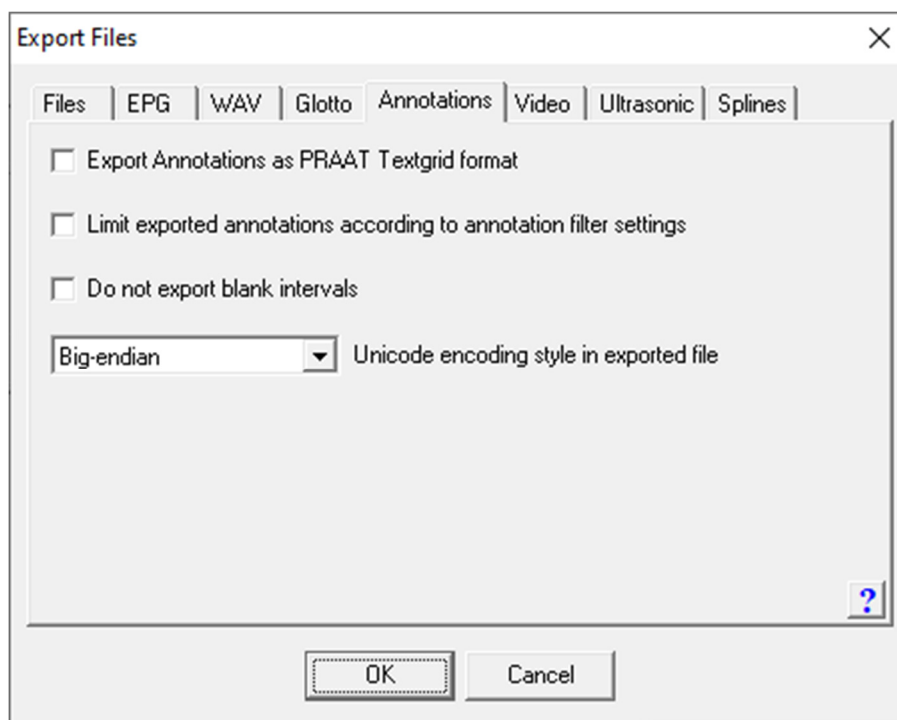 Export Files
Files EPG WAV Glotto Annotations Video Ultrasonic Splines
Export Annotations as PRAAT Textgrid format
Limit exported annotations according to annotation filter settings
Do not export blank intervals
Big-endian Unicode encoding style in exported file
?
OK Cancel